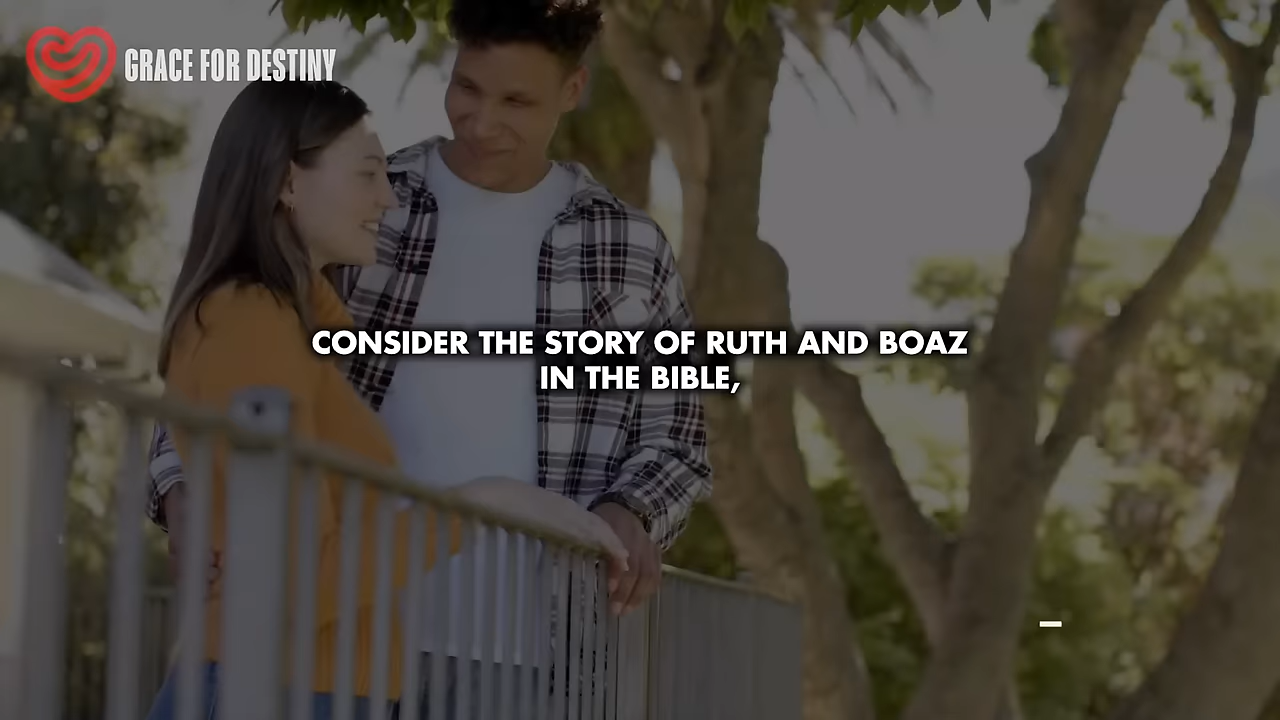 GRACE FOR DESTINY
CONSIDER THE STORY OF RUTH AND BOAZ
IN THE BIBLE,